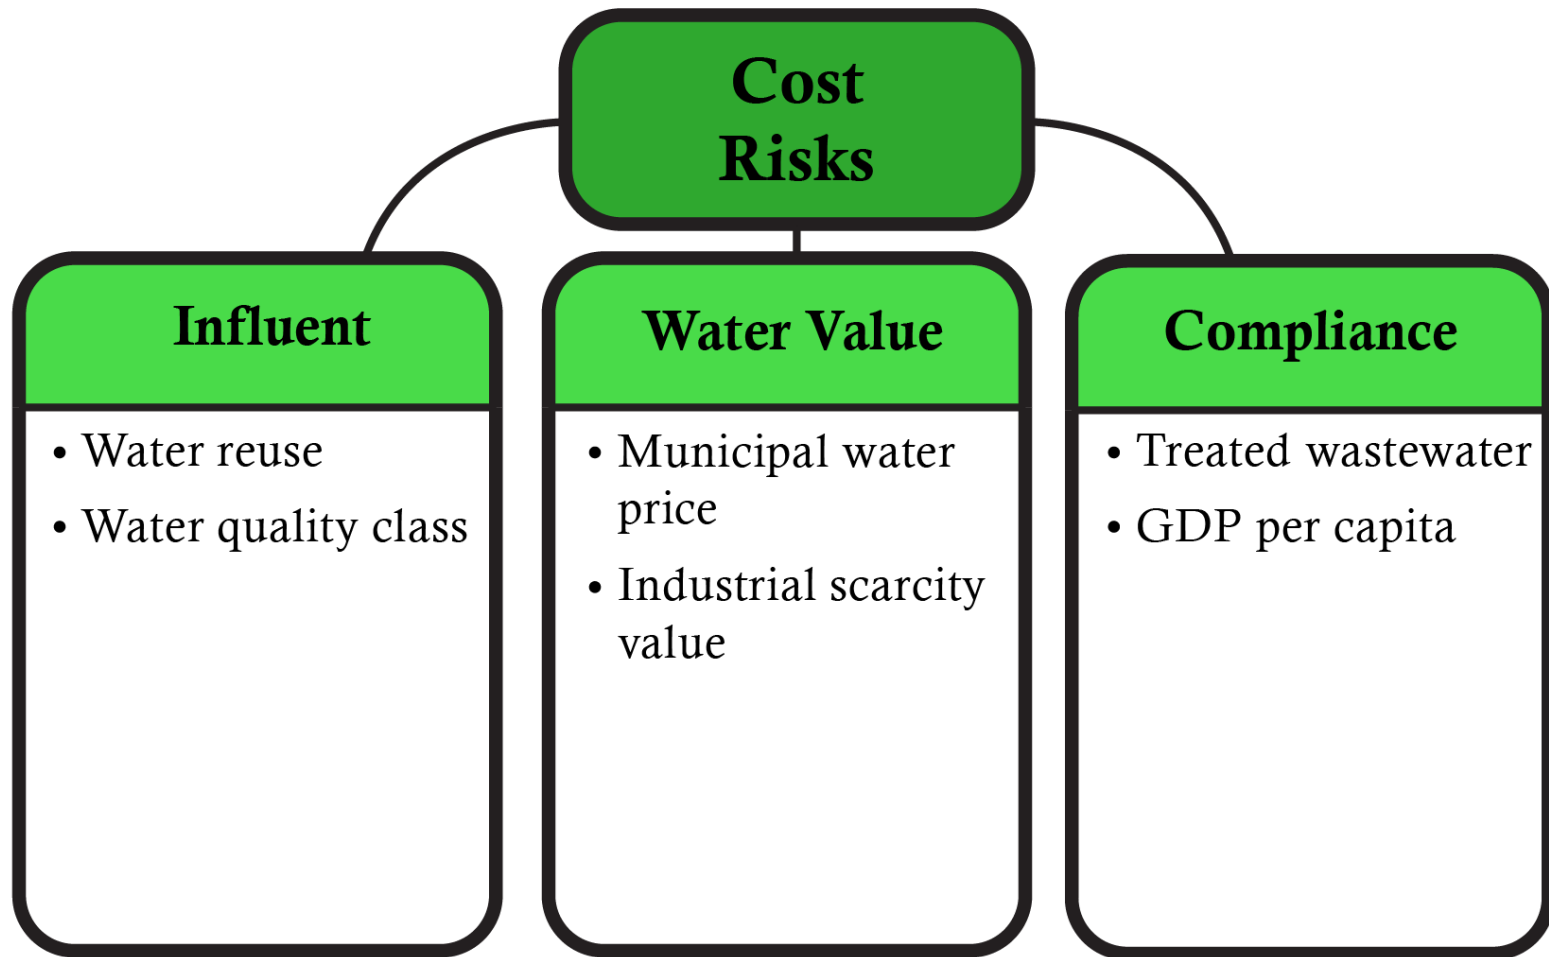 Cost
Risks
Influent
• Water reuse
• Water quality class
Water Value
• Municipal water
price
• Industrial scarcity
value
Compliance
• Treated wastewater
• GDP per capita